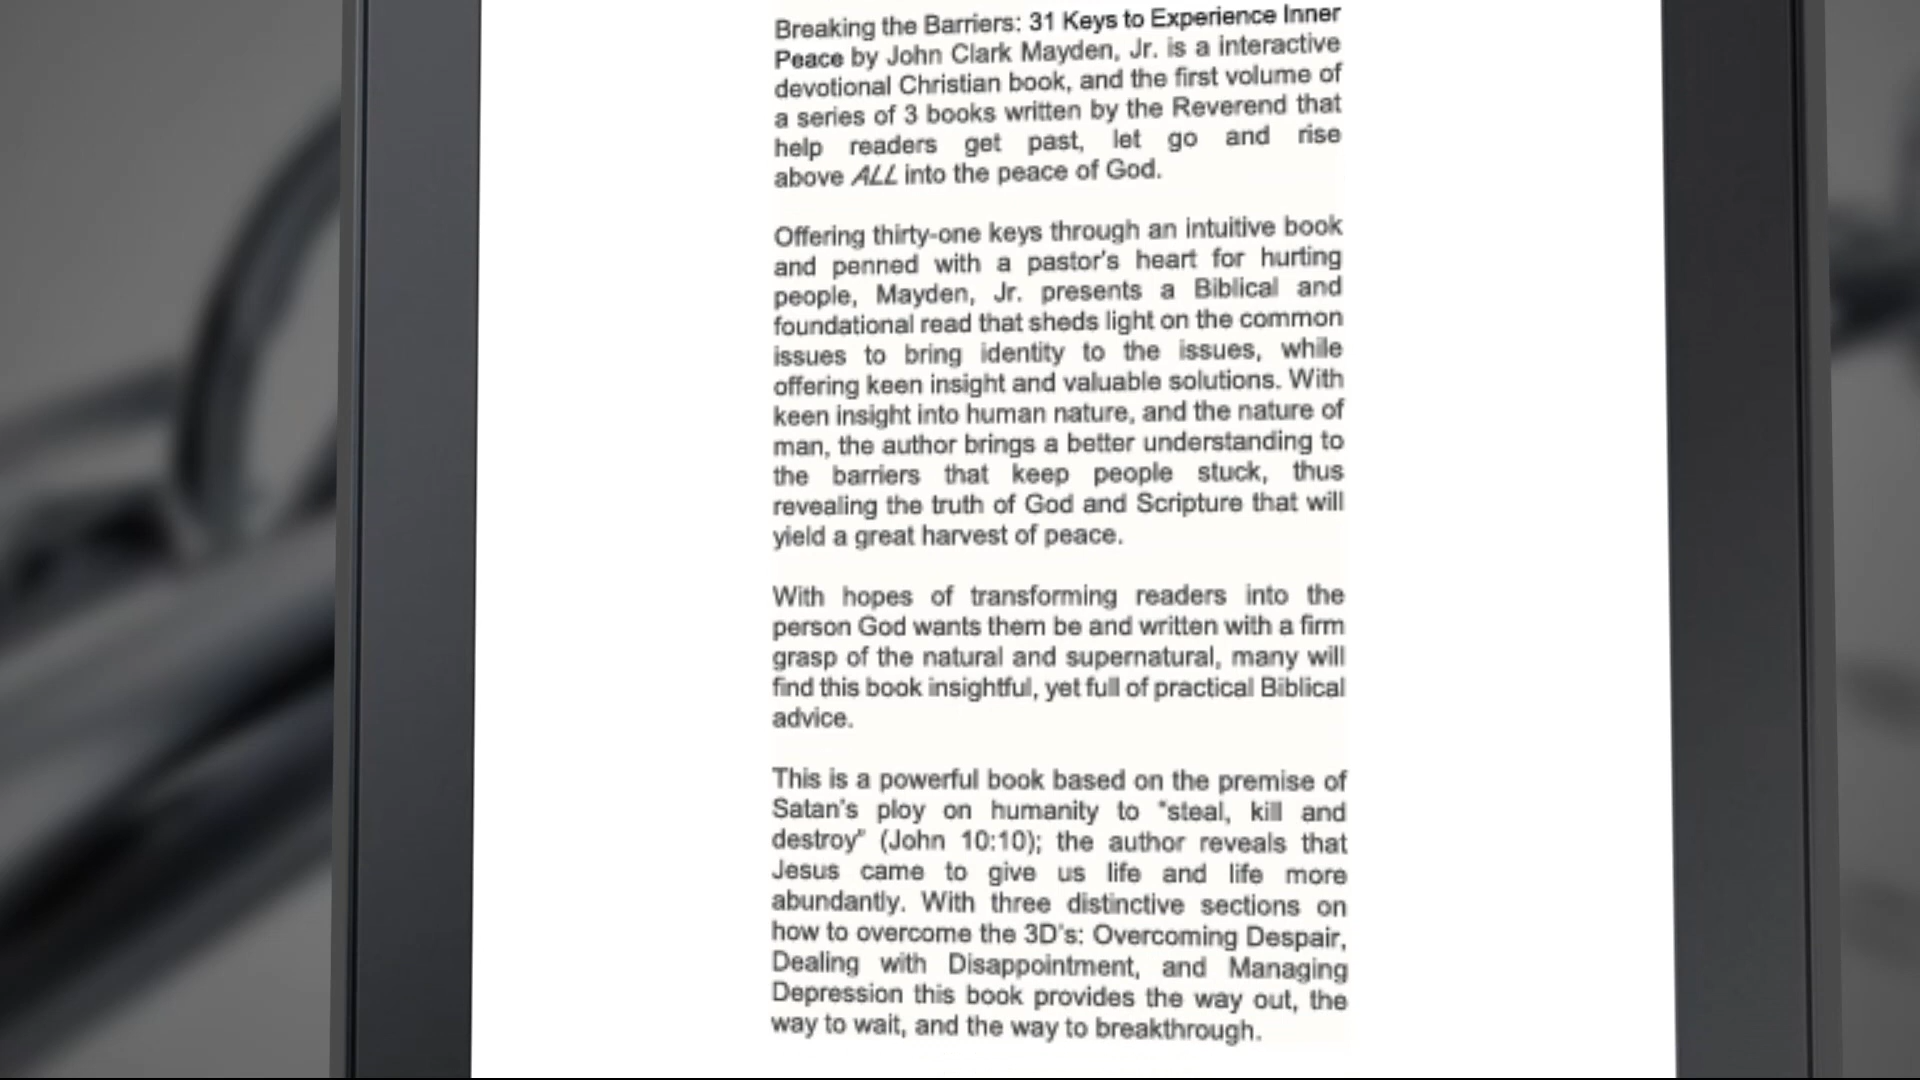 Breaking the Barriers: 31 Keys to Experience Inner
Peace by John Clark Mayden, Jr. is a interactive
devotional Christian book, and the first volume of
a series of 3 books written by the Reverend that
help readers get past, let go and rise
above ALL into the peace of God.
Offering thirty-one keys through an intuitive book
and penned with a pastor's heart for hurting
people, Mayden, Jr. presents a Biblical and
foundational read that sheds light on the common
issues to bring identity to the issues, while
offering keen insight and valuable solutions. With
keen insight into human nature, and the nature of
man, the author brings a better understanding to
the barriers that keep people stuck, thus
revealing the truth of God and Scripture that will
yield a great harvest of peace.
With hopes of transforming readers into the
person God wants them be and written with a firm
grasp of the natural and supernatural, many will
find this book insightful, yet full of practical Biblical
advice.
This is a powerful book based on the premise of
Satan's ploy on humanity to "steal, kill and
destroy" (John 10:10); the author reveals that
Jesus came to give us life and life more
abundantly. With three distinctive sections on
how to overcome the 3D's: Overcoming Despair,
Dealing with Disappointment, and Managing
Depression this book provides the way out, the
way to wait, and the way to breakthrough.